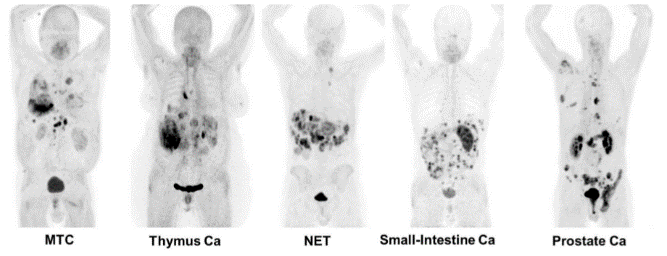 MTC
Thymus Ca
NET
Small-Intestine Ca
Prostate Ca